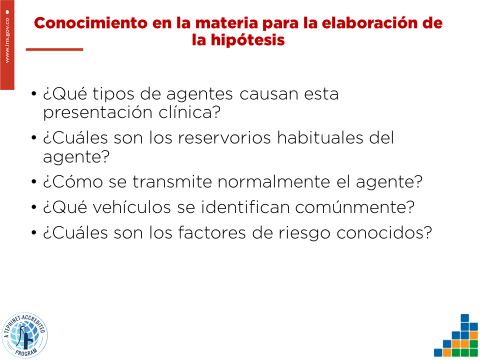 www.ins.gov.co
Conocimiento en la materia para la elaboración de
la hipótesis
• ¿Qué tipos de agentes causan esta
presentación clínica?
• ¿Cuáles son los reservorios habituales del
agente?
• ¿Cómo se transmite normalmente el agente?
• ¿Qué vehículos se identifican comúnmente?
• ¿Cuáles son los factores de riesgo conocidos?
A TEPHINET ACCREDITED
PROGRAM